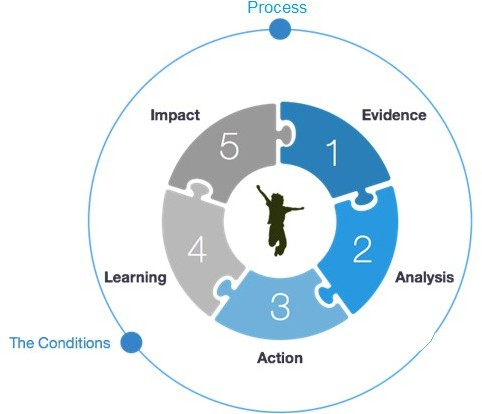 Process
Impact
Evidence
5
1
4
2
Learning
Analysis
3
The Conditions
Action